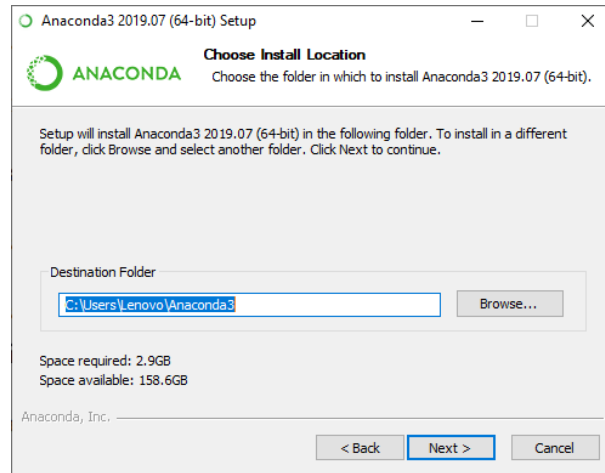 Anaconda3 2019.07 (64-bit) Setup
Choose Install Location
ANACONDA
Choose the folder in which to install Anaconda3 2019.07 (64-bit).
Setup will install Anaconda3 2019.07 (64-bit) in the following folder. To install in a different
folder, click Browse and select another folder. Click Next to continue.
Destination Folder
C:\Users\Lenovo\Anaconda3
Browse...
Space required: 2.9GB
Space available: 158.6GB
Anaconda, Inc.
< Back
Next >
Cancel